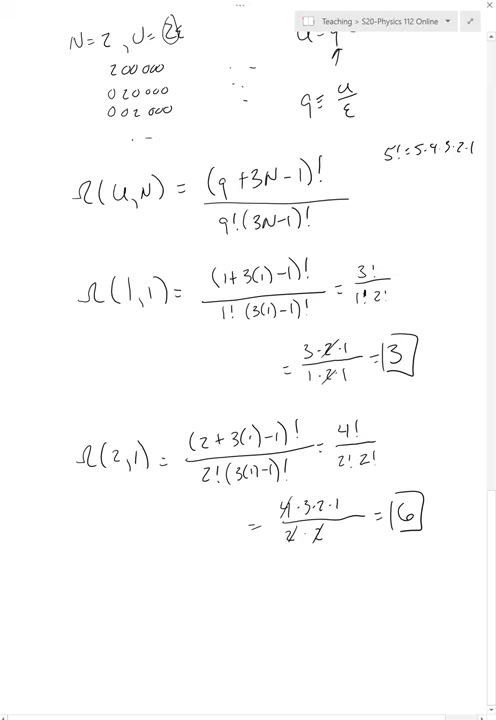 Teaching > S20-Physics 112 Online
N=2, U=2ε
200000
020000
002000
q≡ U/ε
5! = 5·4·3·2·1
Ω(U,N) = (q+3N-1)! / q!(3N-1)!
Ω(1,1) = (1+3(1)-1)! / 1!(3(1)-1)! = 3! / 1!2!
= 3·2·1 / 1·2·1 = 3
Ω(2,1) = (2+3(1)-1)! / 2!(3(1)-1)! = 4! / 2!2!
= 4·3·2·1 / 2·2 = 6